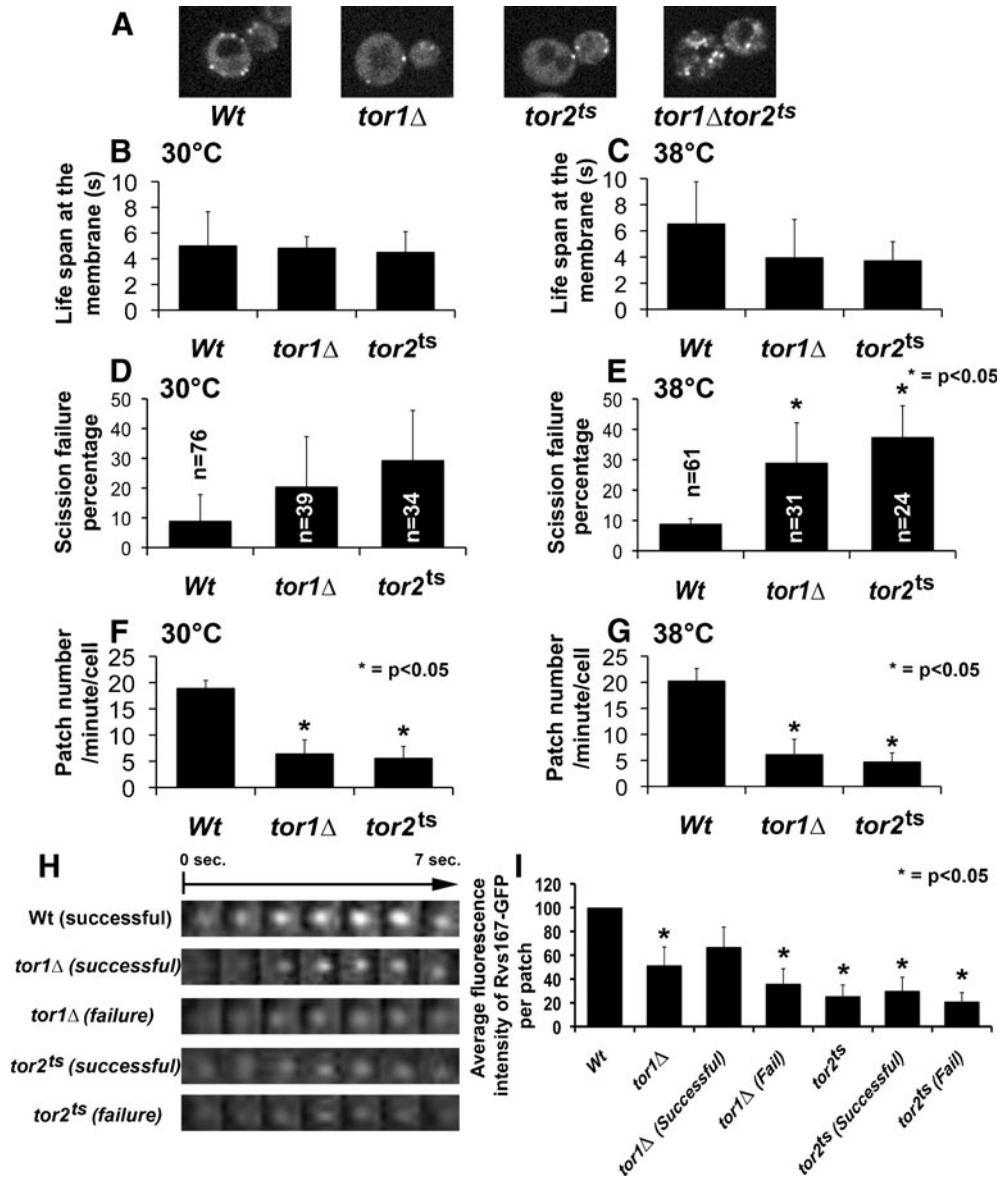 A
Wt
tor1Δ
tor2ts
tor1Δtor2ts
B 30°C
Life span at the
membrane (s)
10
8
6
4
2
0
Wt
tor1Δ
tor2ts
C 38°C
Life span at the
membrane (s)
10
8
6
4
2
0
Wt
tor1Δ
tor2ts
D 30°C
Scission failure
percentage
50
40
30
20
10
0
n=76
n=39
n=34
Wt
tor1Δ
tor2ts
E 38°C
* = p<0.05
Scission failure
percentage
50
40
30
20
10
0
n=61
*
n=31
*
n=24
Wt
tor1Δ
tor2ts
F 30°C
* = p<0.05
Patch number
/minute/cell
25
20
15
10
5
0
*
*
Wt
tor1Δ
tor2ts
G 38°C
* = p<0.05
Patch number
/minute/cell
25
20
15
10
5
0
*
*
Wt
tor1Δ
tor2ts
H
0 sec.
7 sec.
Wt (successful)
tor1Δ (successful)
tor1Δ (failure)
tor2ts (successful)
tor2ts (failure)
I
* = p<0.05
Average fluorescence
intensity of Rvs167-GFP
per patch
120
100
80
60
40
20
0
*
*
*
*
*
Wt
tor1Δ
tor1Δ (Successful)
tor1Δ (Fail)
tor2ts
tor2ts (Successful)
tor2ts (Fail)